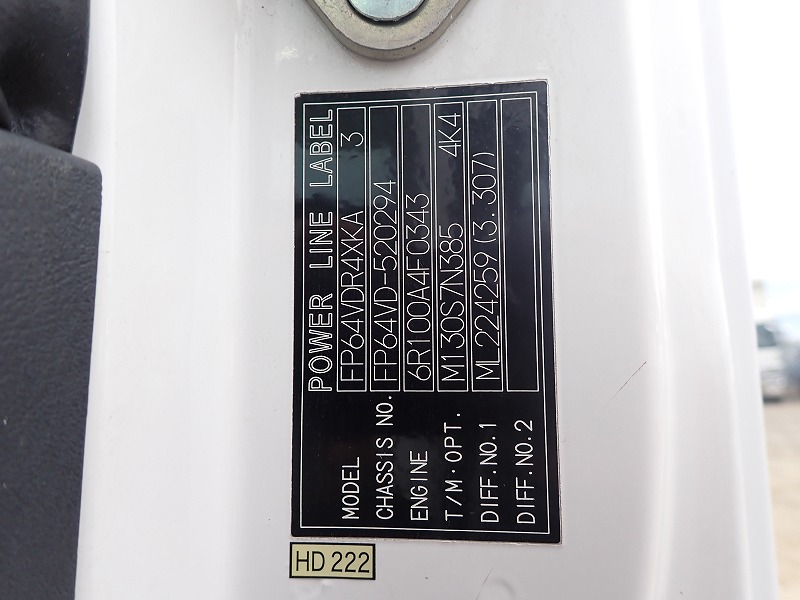 POWER LINE LABEL
MODEL FP64VDR4XKA 3
CHASSIS NO. FP64VD-520294
ENGINE 6R100A4F0343
T/M·OPT. M130S7N385 4K4
DIFF.NO.1 ML224259(3.307)
DIFF.NO.2
HD 222